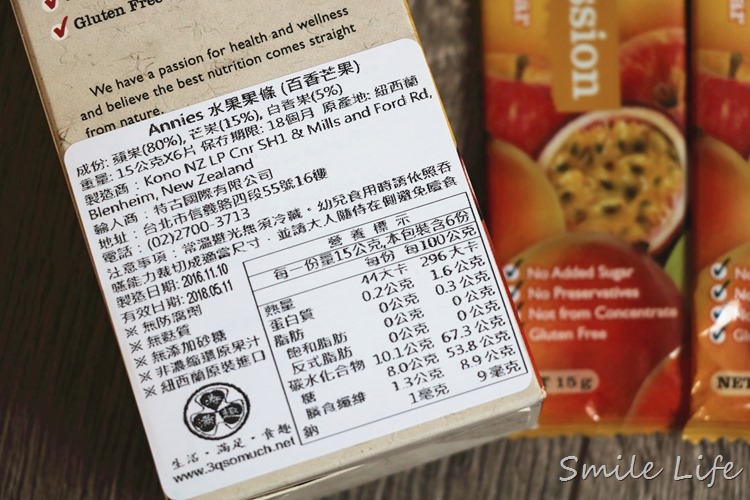 Gluten Free
We have a passion for health and wellness
and believe the best nutrition comes straight
from nature.
Annies 水果果條 (百香芒果)
成份: 蘋果(80%), 芒果(15%), 百香果(5%)
重量: 15公克X6片 保存期限: 18個月 原產地: 紐西蘭
製造商 : Kono NZ LP Cnr SH1 & Mills and Ford Rd,
Blenheim, New Zealand
輸入商 : 特古國際有限公司
地址 : 台北市信義路四段55號16樓
電話 : (02)2700-3713
注意事項 : 常溫避光無須冷藏。幼兒食用時請依照吞
嚥能力裁切成適當尺寸，並請大人隨侍在側避免嗆食
製造日期: 2016.11.10
有效日期: 2018.05.11
※ 無防腐劑
※ 無麩質
※ 無添加砂糖
※ 非濃縮還原果汁
※ 紐西蘭原裝進口
營養標示
每一份量15公克,本包裝含6份
每份 每100公克
熱量 44大卡 296大卡
蛋白質 0.2公克 1.6公克
脂肪 0公克 0.3公克
飽和脂肪 0公克 0公克
反式脂肪 0公克 0公克
碳水化合物 10.1公克 67.3公克
糖 8.0公克 53.8公克
膳食纖維 1.3公克 8.9公克
鈉 1毫克 9毫克
生活·滿足·食趣
www.3qsomuch.net
ssion
No Added Sugar
No Preservatives
Not from Concentrate
Gluten Free
NET 15g
NET
Smile Life